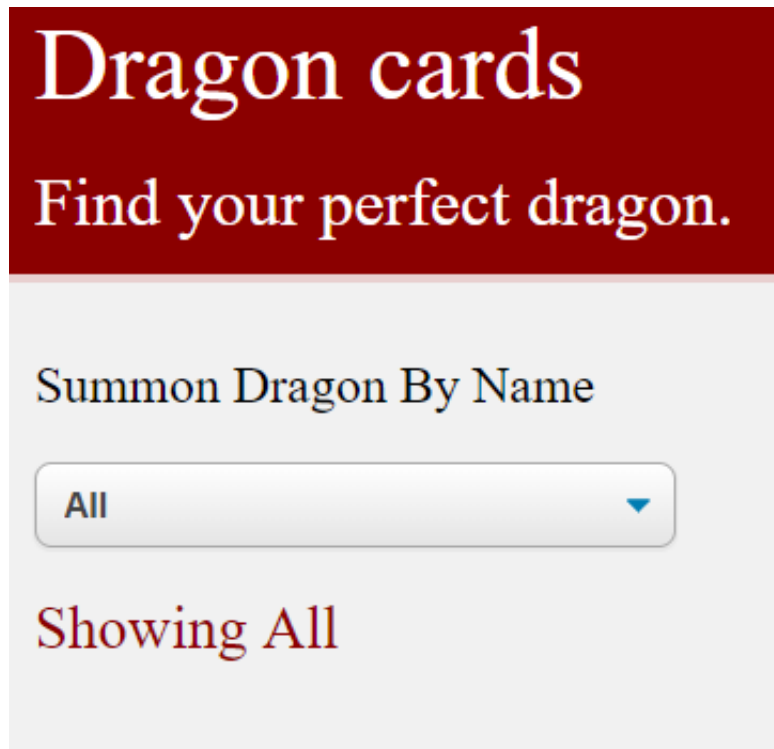 Dragon cards
Find your perfect dragon.
Summon Dragon By Name
All
Showing All